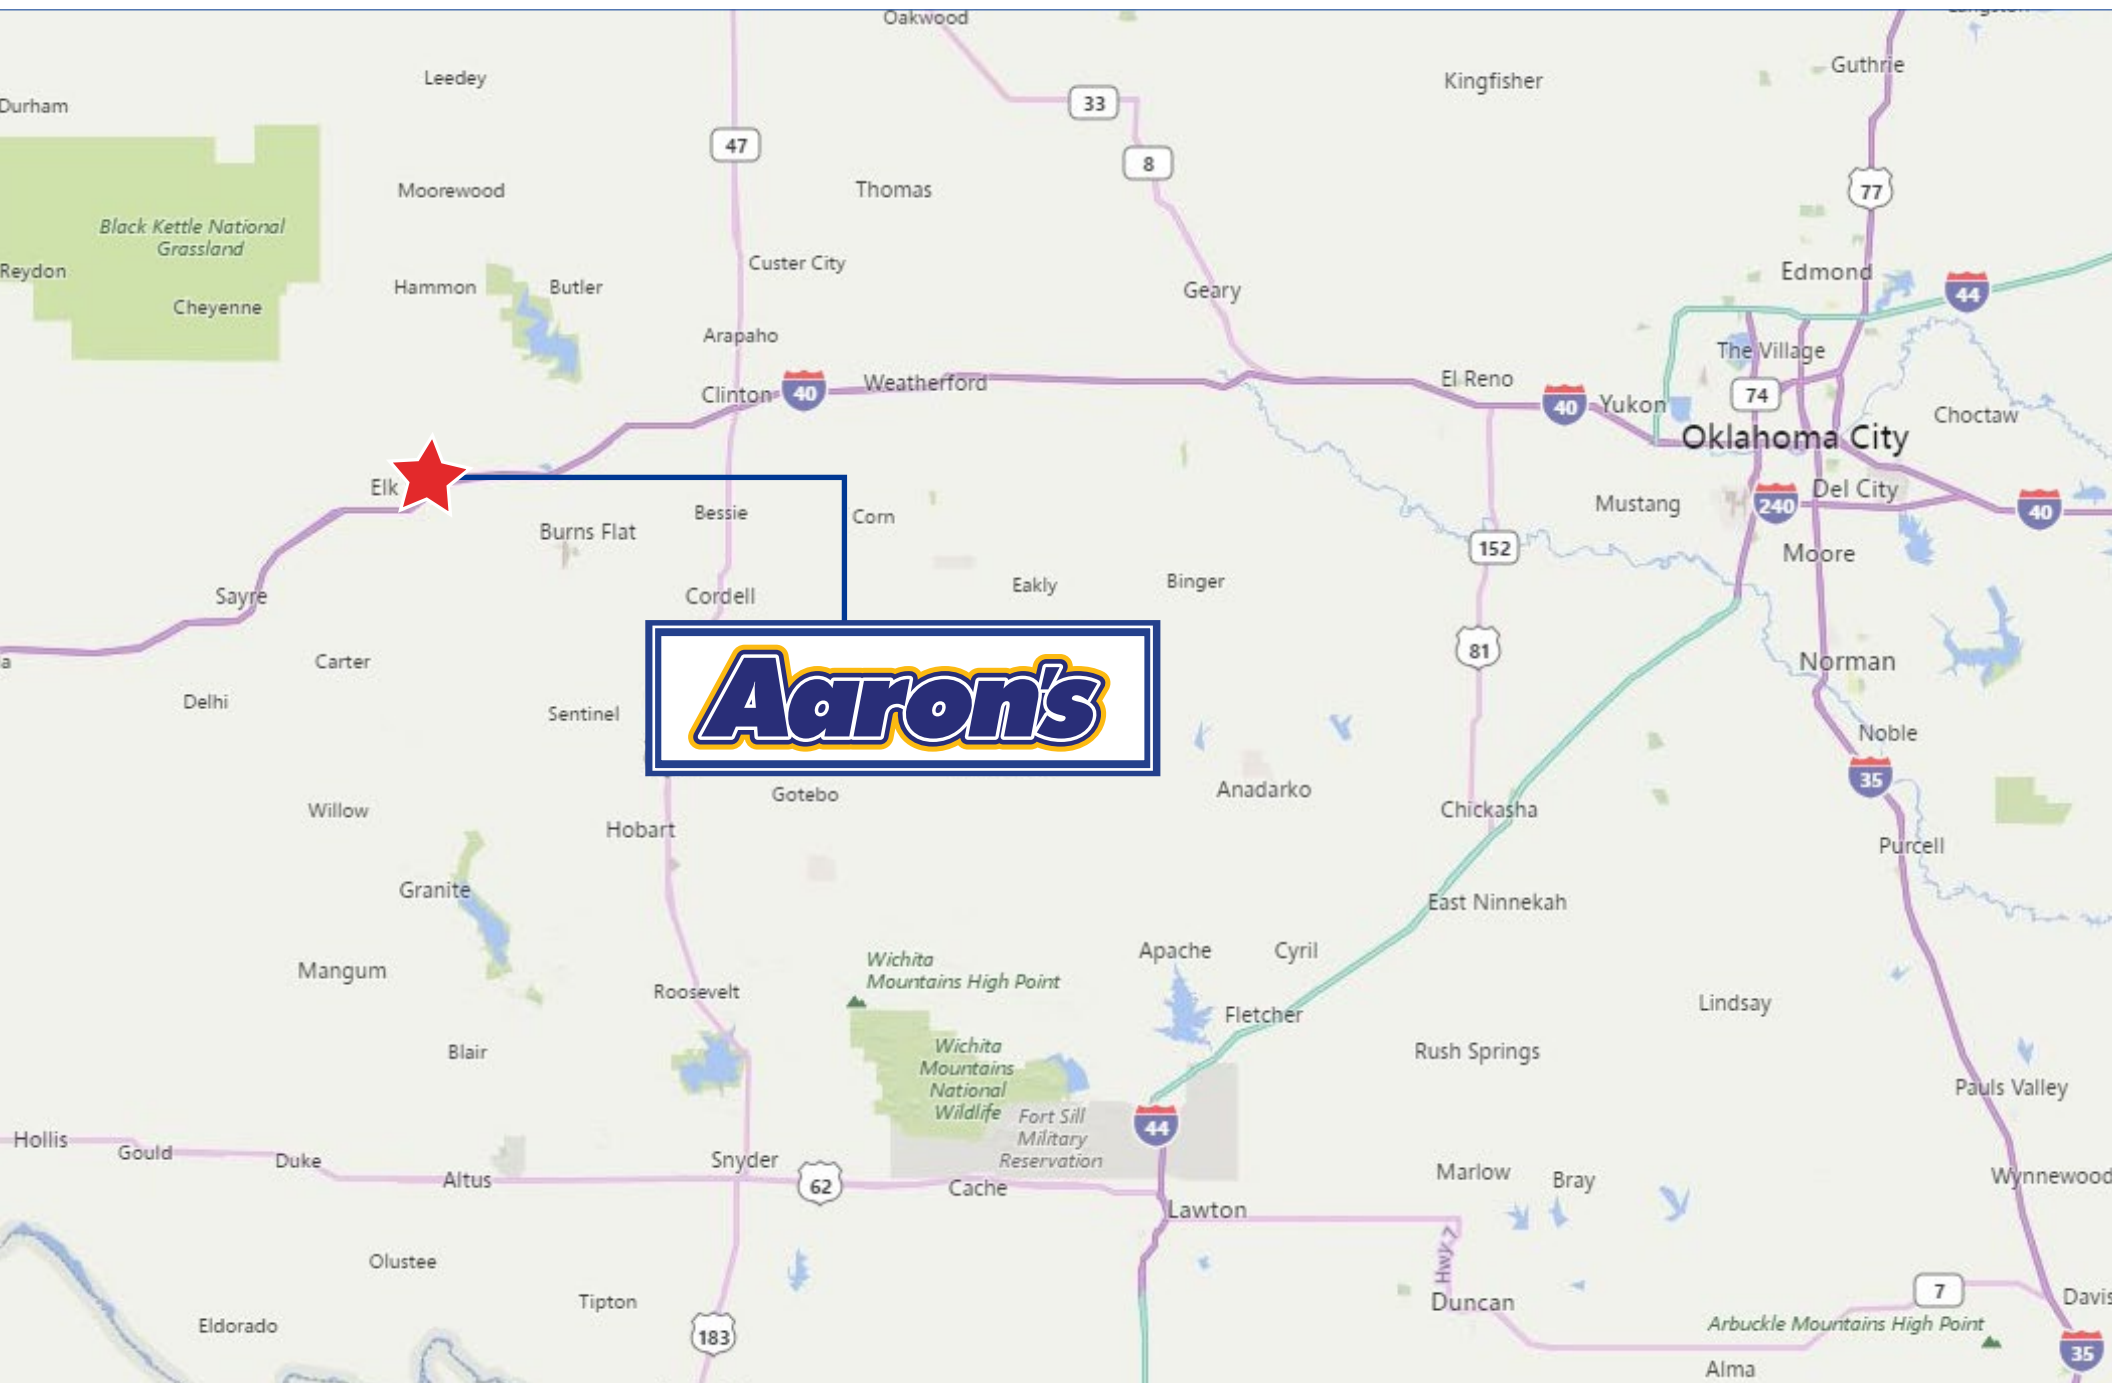 Oakwood
Guthrie
Leedey
Kingfisher
Durham
33
47
8
77
Moorewood
Thomas
Black Kettle National
Grassland
Custer City
Reydon
Edmond
Hammon
Butler
Geary
44
Cheyenne
Arapaho
The Village
El Reno
Clinton
40
Weatherford
40
Yukon
74
Choctaw
Oklahoma City
Elk
Del City
Mustang
240
40
Bessie
Corn
Burns Flat
152
Moore
Eakly
Binger
Sayre
Cordell
81
a
Carter
Norman
Delhi
Sentinel
Aaron's
Noble
35
Anadarko
Gotebo
Willow
Chickasha
Hobart
Purcell
Granite
East Ninnekah
Apache
Cyril
Wichita
Mountains High Point
Mangum
Roosevelt
Lindsay
Fletcher
Wichita
Mountains
National
Wildlife
Blair
Rush Springs
Pauls Valley
Fort Sill
Military
Reservation
44
Hollis
Gould
Duke
Snyder
Altus
62
Cache
Marlow
Bray
Wynnewood
Lawton
Hwy 7
Olustee
Tipton
Duncan
7
Davis
Eldorado
183
Arbuckle Mountains High Point
35
Alma